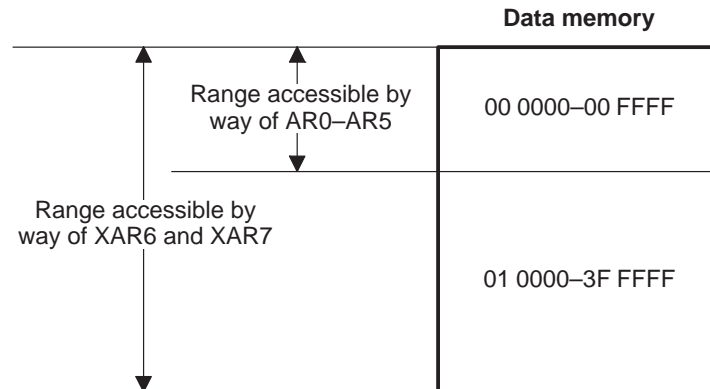 Data memory
Range accessible by
way of AR0–AR5
00 0000–00 FFFF
Range accessible by
way of XAR6 and XAR7
01 0000–3F FFFF